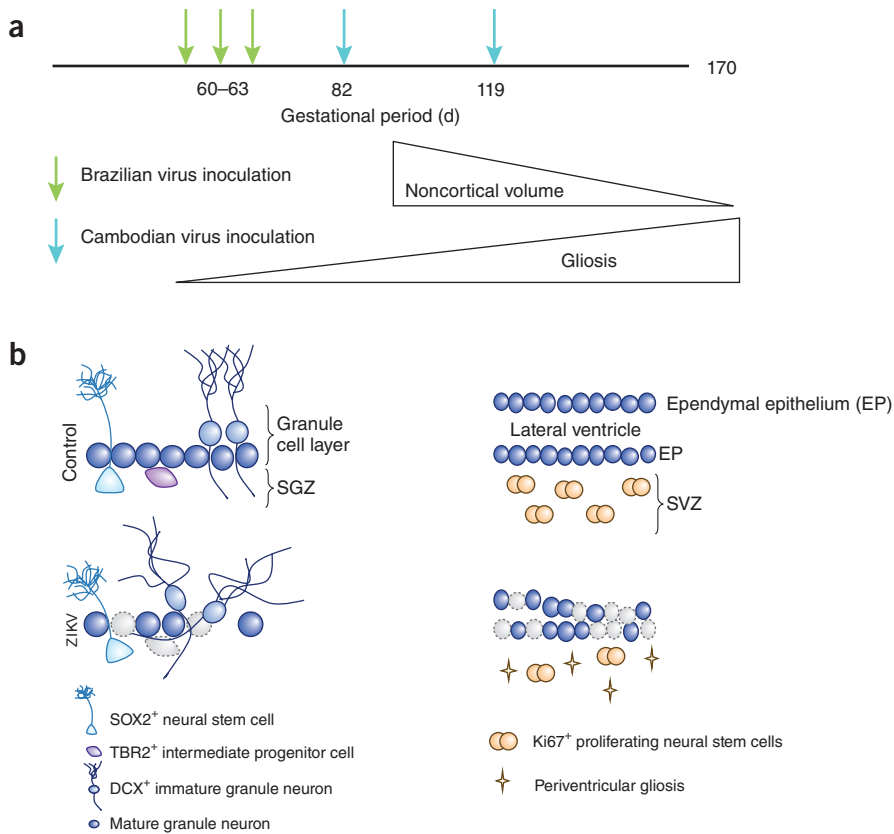 a
170
60–63
82
119
Gestational period (d)
Brazilian virus inoculation
Cambodian virus inoculation
Noncortical volume
Gliosis
b
Control
Granule
cell layer
SGZ
Ependymal epithelium (EP)
Lateral ventricle
EP
SVZ
ZIKV
SOX2+ neural stem cell
TBR2+ intermediate progenitor cell
DCX+ immature granule neuron
Mature granule neuron
Ki67+ proliferating neural stem cells
Periventricular gliosis